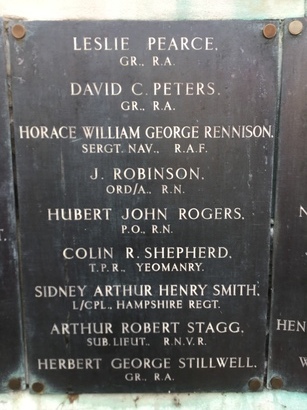 LESLIE PEARCE,
GR., R.A.
DAVID C. PETERS,
GR., R.A.
HORACE WILLIAM GEORGE RENNISON,
SERGT. NAV., R.A.F.
J. ROBINSON,
ORD/A., R.N.
HUBERT JOHN ROGERS,
P.O., R.N.
COLIN R. SHEPHERD,
T.P.R., YEOMANRY.
SIDNEY ARTHUR HENRY SMITH,
L/CPL., HAMPSHIRE REGT.
ARTHUR ROBERT STAGG,
SUB. LIEUT., R.N.V.R.
HERBERT GEORGE STILLWELL,
GR., R.A.
HEN